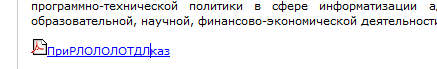 программно-технической политики в сфере информатизации
образовательной, научной, финансово-экономической деятельност
ПриРЛОЛОЛОТДЛказ